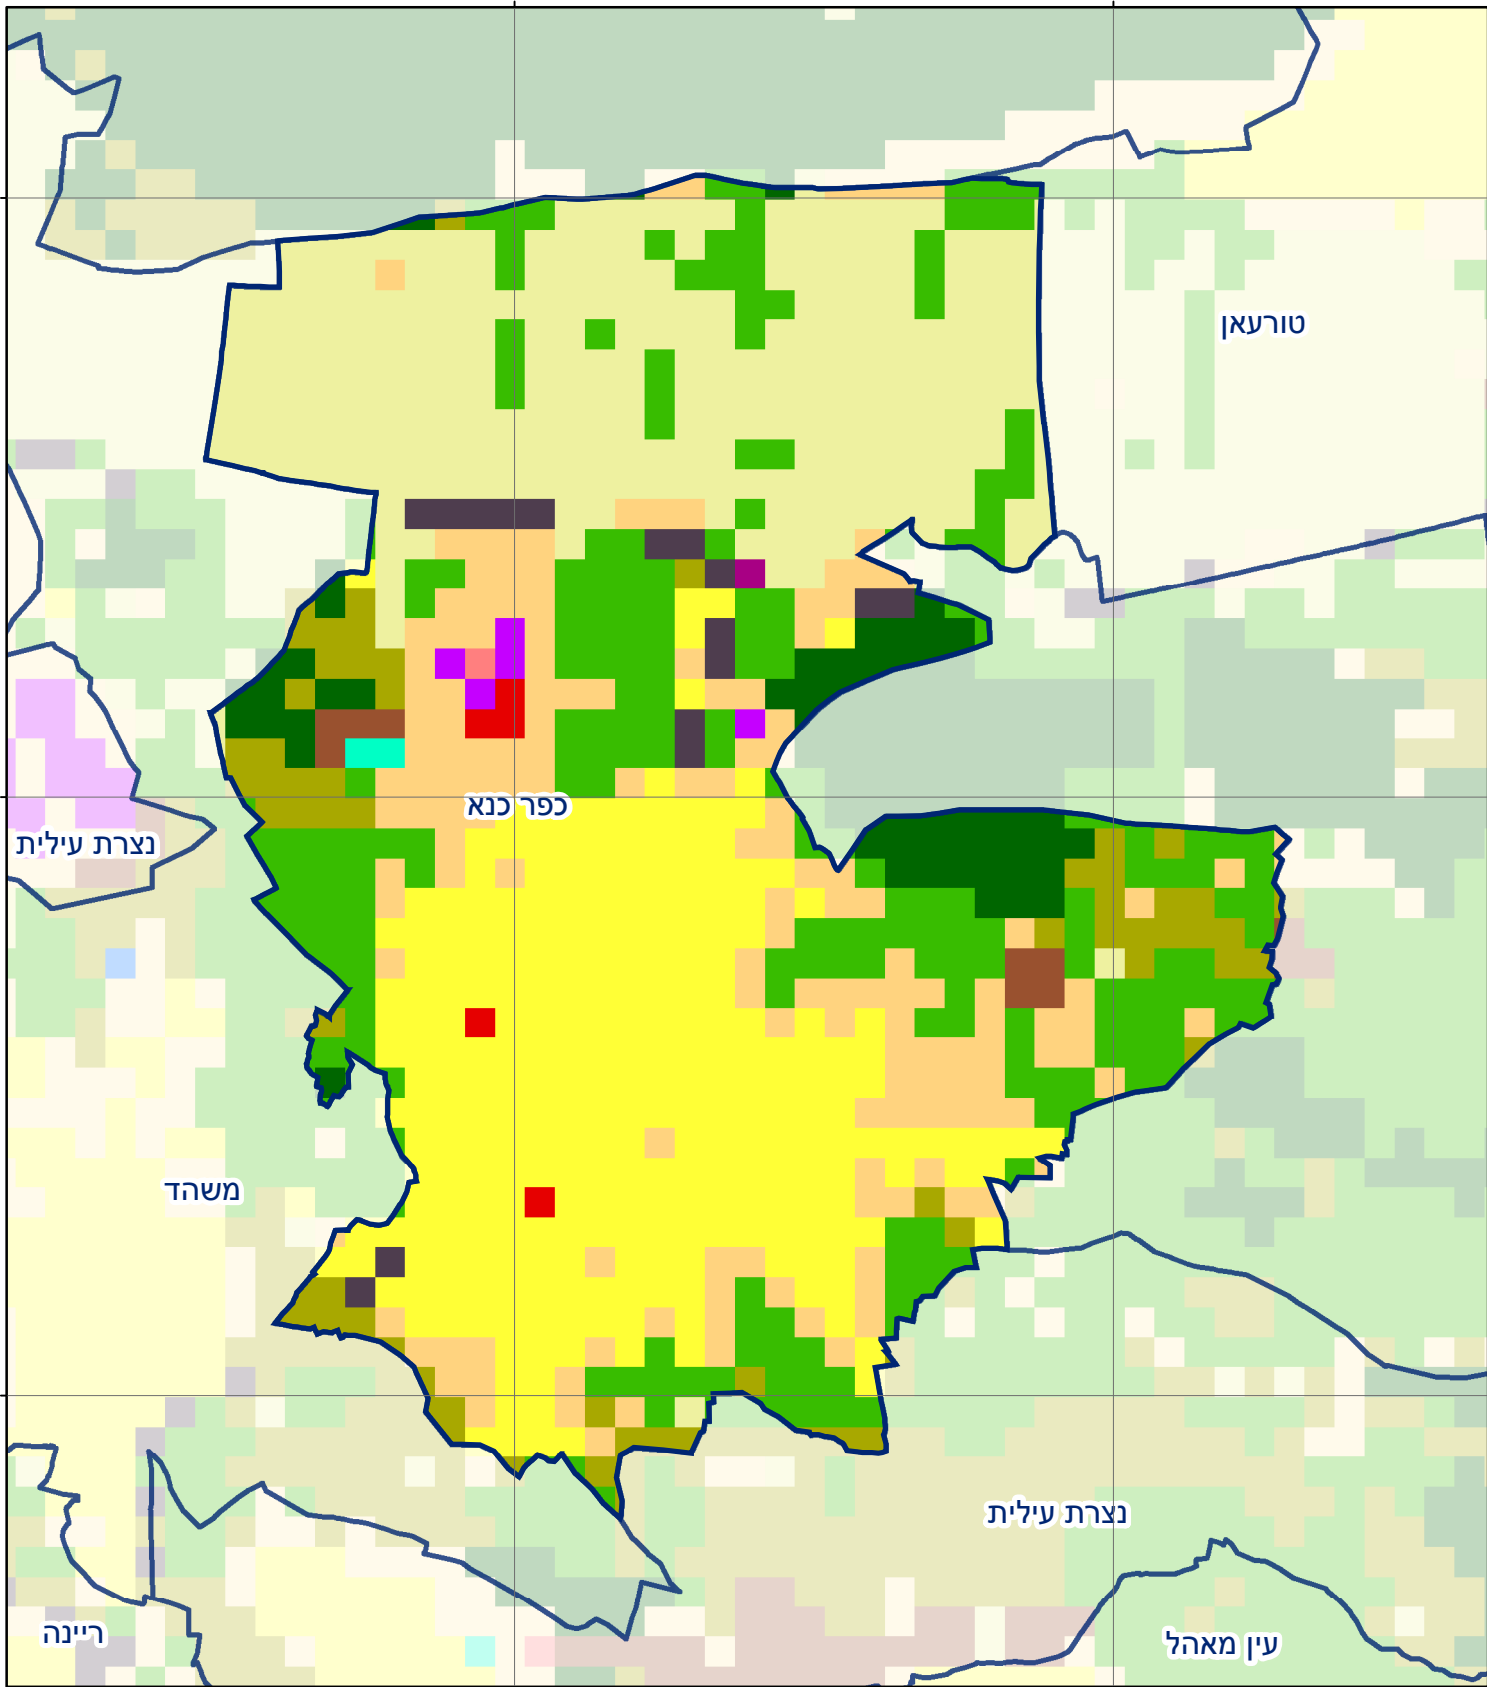 טורעאן
כפר כנא
נצרת עילית
משהד
נצרת עילית
ריינה
עין מאהל